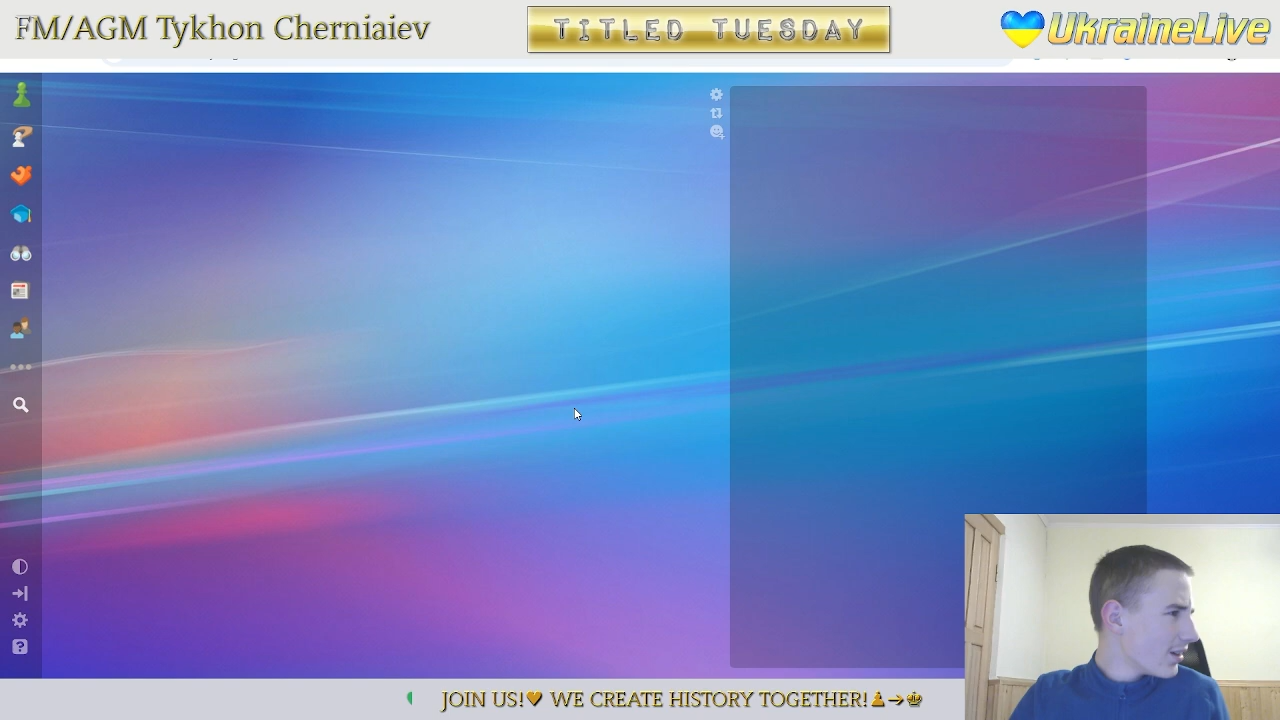 FM/AGM Tykhon Cherniaiev
TITLED TUESDAY
UkraineLive
JOIN US!🧡 WE CREATE HISTORY TOGETHER!♟→♚